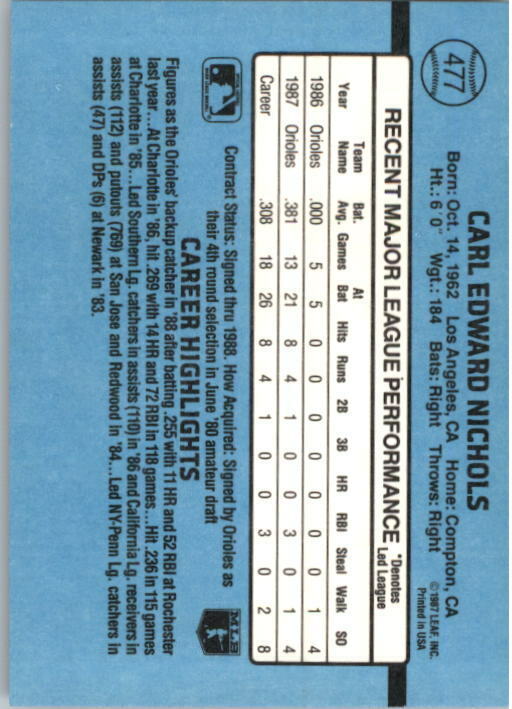 477
CARL EDWARD NICHOLS
Born: Oct. 14, 1962 Los Angeles, CA Home: Compton, CA
Ht.: 6'0" Wgt.: 184 Bats: Right Throws: Right
©1987 LEAF, INC.
Printed in USA
RECENT MAJOR LEAGUE PERFORMANCE *Denotes
Led League
Year Team Name Bat. Avg. Games At Bat Hits Runs 2B 3B HR RBI Steal Walk SO
1986 Orioles .000 5 5 0 0 0 0 0 0 0 1 4
1987 Orioles .381 13 21 8 4 1 0 0 3 0 1 4
Career .308 18 26 8 4 1 0 0 3 0 2 8
Contract Status: Signed thru 1988. How Acquired: Signed by Orioles as
their 4th round selection in June '80 amateur draft
MLB
CAREER HIGHLIGHTS
Figures as the Orioles' backup catcher in '88 after batting .255 with 11 HR and 52 RBI at Rochester
last year...At Charlotte in '86, hit .269 with 14 HR and 72 RBI in 118 games...Hit .236 in 115 games
at Charlotte in '85...Led Southern Lg. catchers in assists (110) in '86 and California Lg. receivers in
assists (112) and putouts (769) at San Jose and Redwood in '84...Led NY-Penn Lg. catchers in
assists (47) and DPs (6) at Newark in '83.